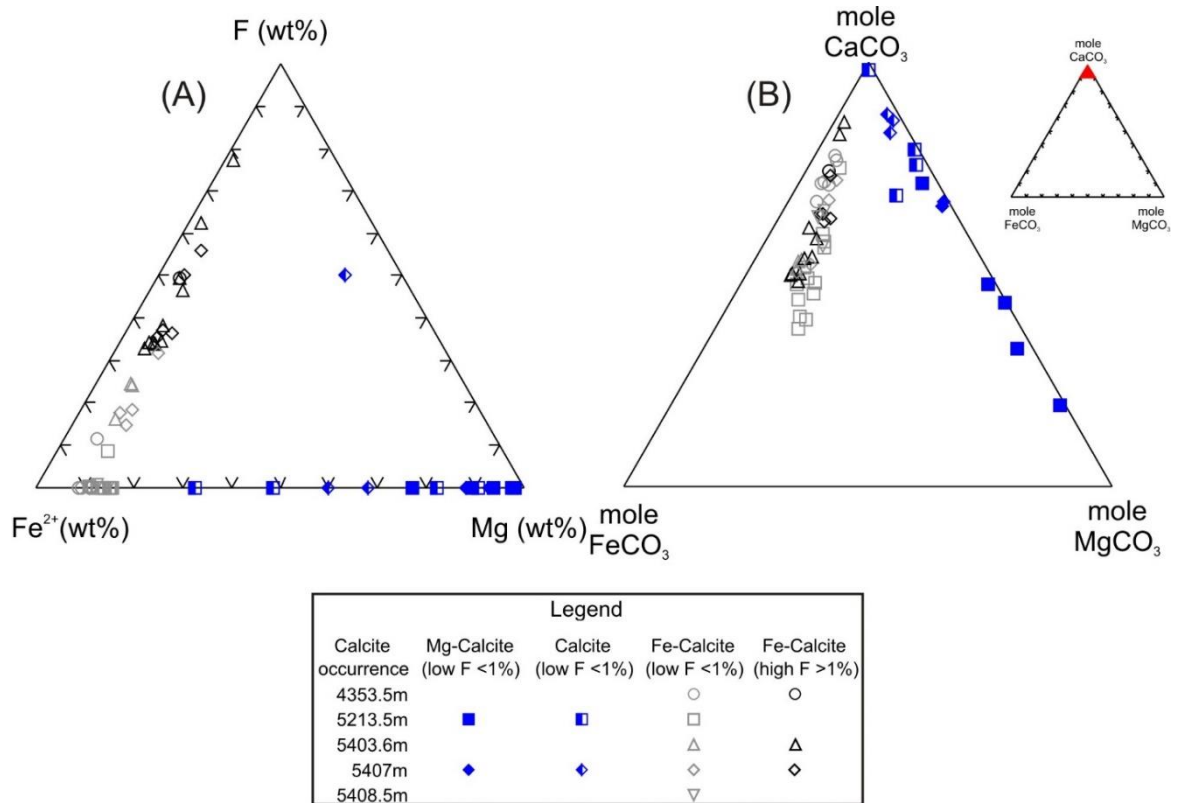 F (wt%)
(A)
Fe²⁺(wt%)
Mg (wt%)
mole
CaCO₃
(B)
mole
FeCO₃
mole
MgCO₃
mole
CaCO₃
mole
FeCO₃
mole
MgCO₃
Legend
Calcite occurrence Mg-Calcite (low F <1%) Calcite (low F <1%) Fe-Calcite (low F <1%) Fe-Calcite (high F >1%)
4353.5m
5213.5m
5403.6m
5407m
5408.5m